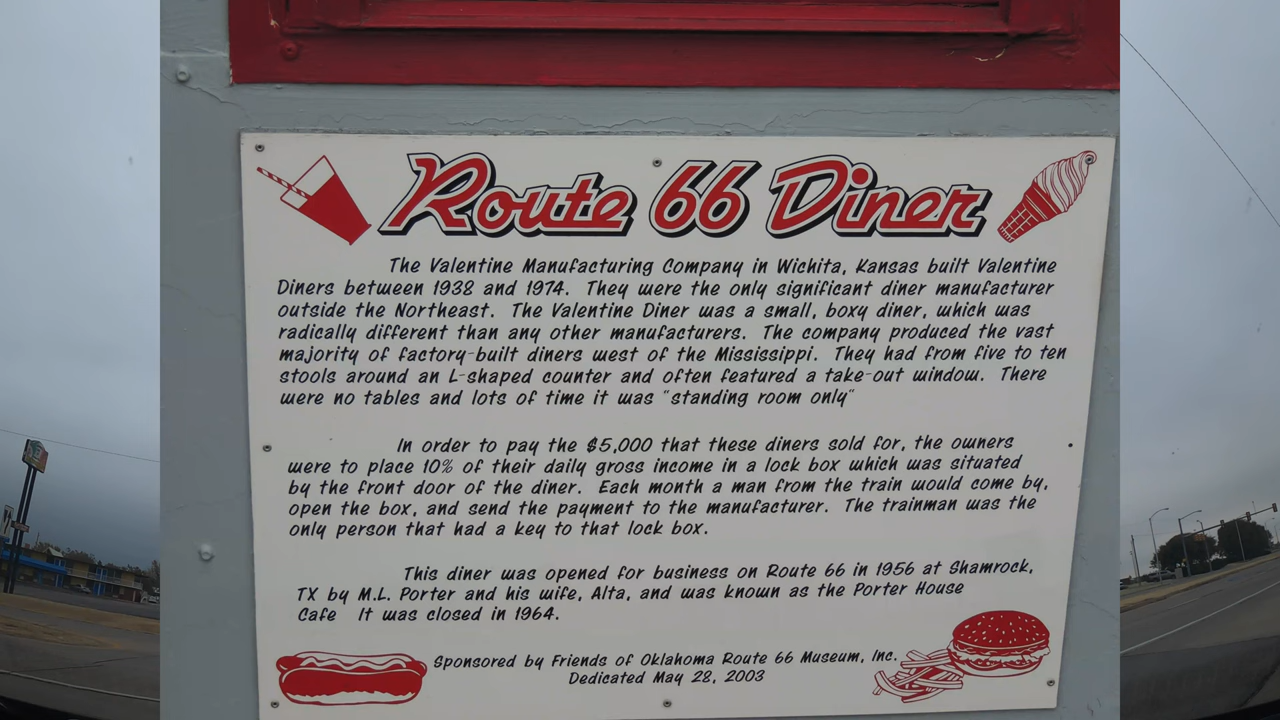 Route 66 Diner
The Valentine Manufacturing Company in Wichita, Kansas built Valentine
Diners between 1938 and 1974. They were the only significant diner manufacturer
outside the Northeast. The Valentine Diner was a small, boxy diner, which was
radically different than any other manufacturers. The company produced the vast
majority of factory-built diners west of the Mississippi. They had from five to ten
stools around an L-shaped counter and often featured a take-out window. There
were no tables and lots of time it was "standing room only"
In order to pay the $5,000 that these diners sold for, the owners
were to place 10% of their daily gross income in a lock box which was situated
by the front door of the diner. Each month a man from the train would come by,
open the box, and send the payment to the manufacturer. The trainman was the
only person that had a key to that lock box.
This diner was opened for business on Route 66 in 1956 at Shamrock,
TX by M.L. Porter and his wife, Alta, and was known as the Porter House
Cafe It was closed in 1964.
Sponsored by Friends of Oklahoma Route 66 Museum, Inc.
Dedicated May 28, 2003